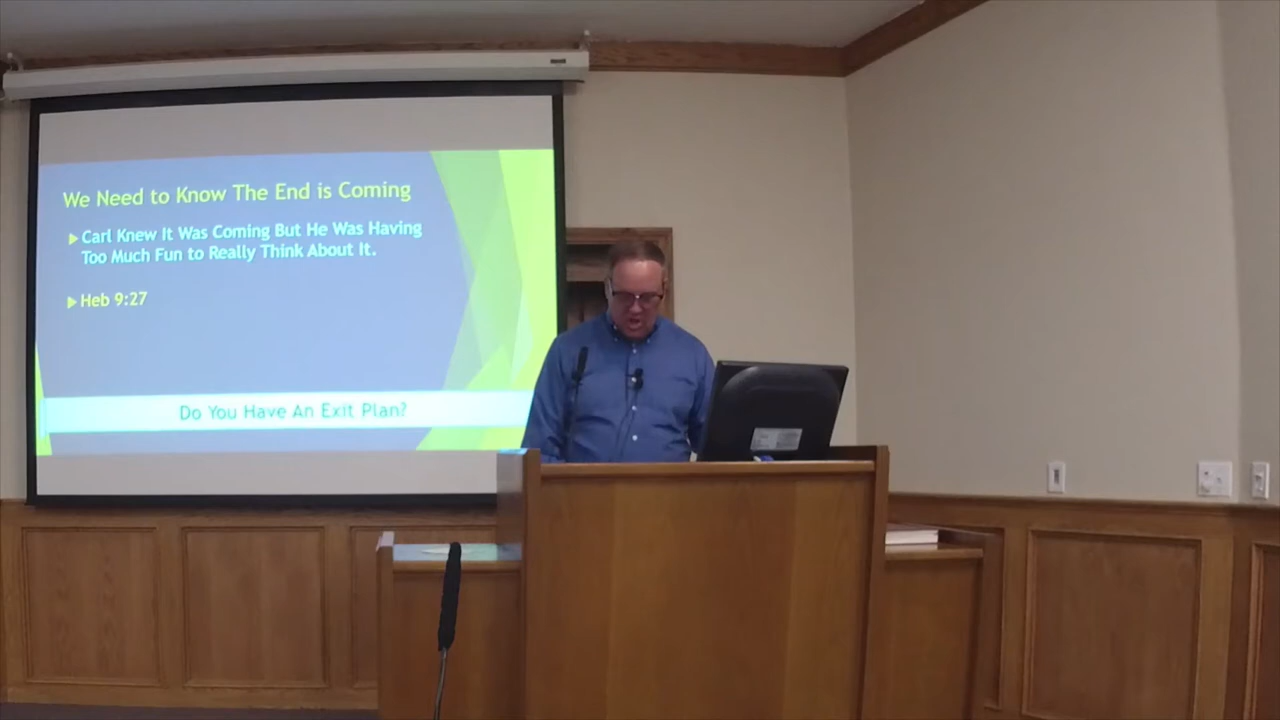 We Need to Know The End is Coming
Carl Knew It Was Coming But He Was Having
Too Much Fun to Really Think About It.
Heb 9:27
Do You Have An Exit Plan?